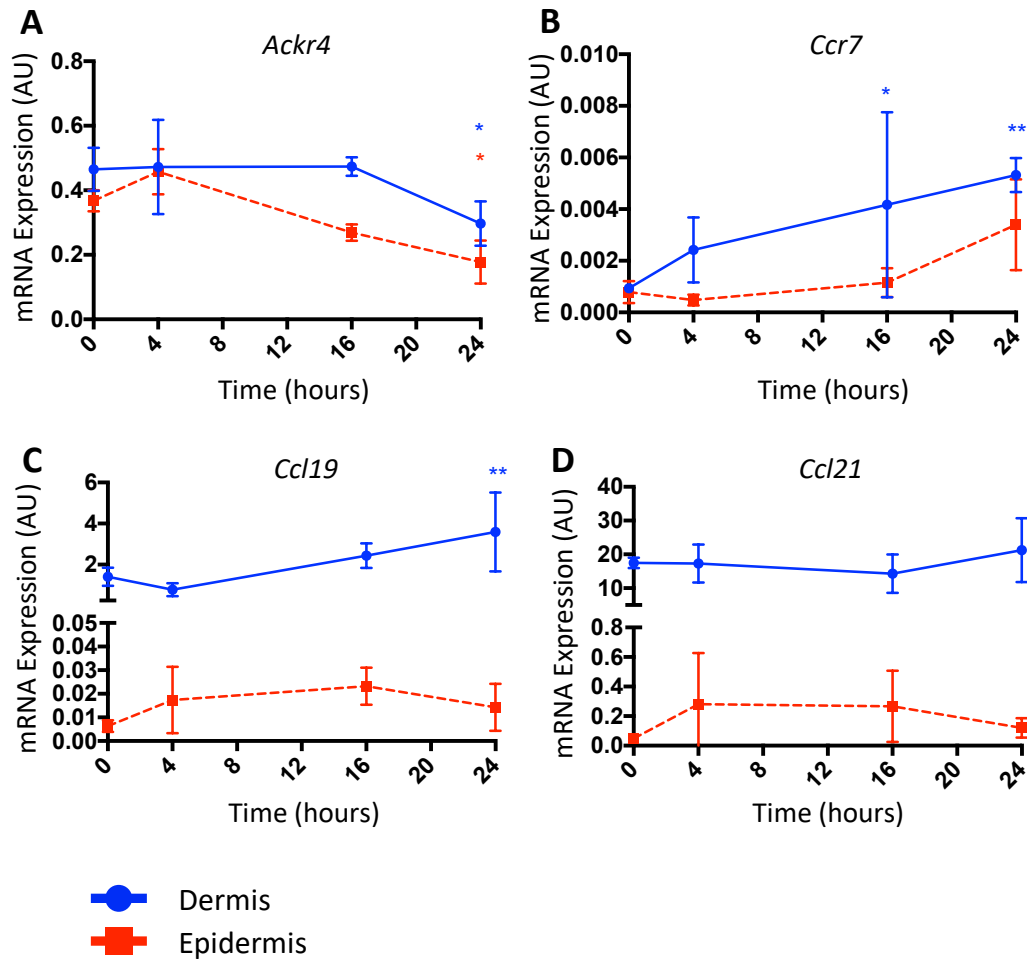 A
Ackr4
mRNA Expression (AU)
0.8
0.6
0.4
0.2
0.0
*
*
0 4 8 12 16 20 24
Time (hours)
B
Ccr7
mRNA Expression (AU)
0.010
0.008
0.006
0.004
0.002
0.000
*
**
0 4 8 12 16 20 24
Time (hours)
C
Ccl19
mRNA Expression (AU)
6
4
2
0.05
0.04
0.03
0.02
0.01
0.00
**
0 4 8 12 16 20 24
Time (hours)
D
Ccl21
mRNA Expression (AU)
40
30
20
10
0.8
0.6
0.4
0.2
0.0
0 4 8 12 16 20 24
Time (hours)
Dermis
Epidermis